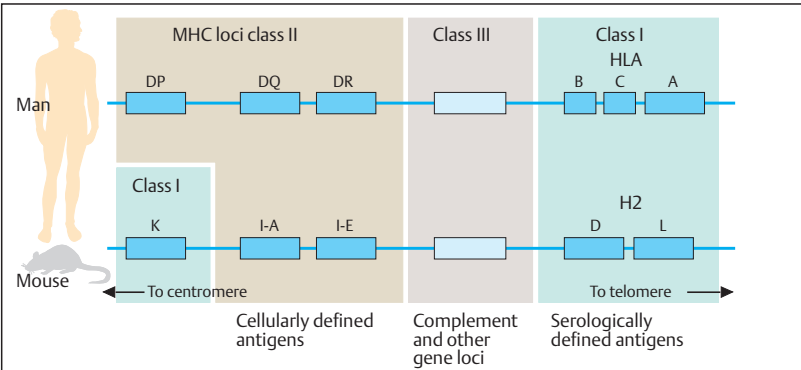 MHC loci class II
Class III
Class I
HLA
DP
DQ
DR
B
C
A
Man
Class I
H2
K
I-A
I-E
D
L
Mouse
To centromere
To telomere
Cellularly defined
antigens
Complement
and other
gene loci
Serologically
defined antigens